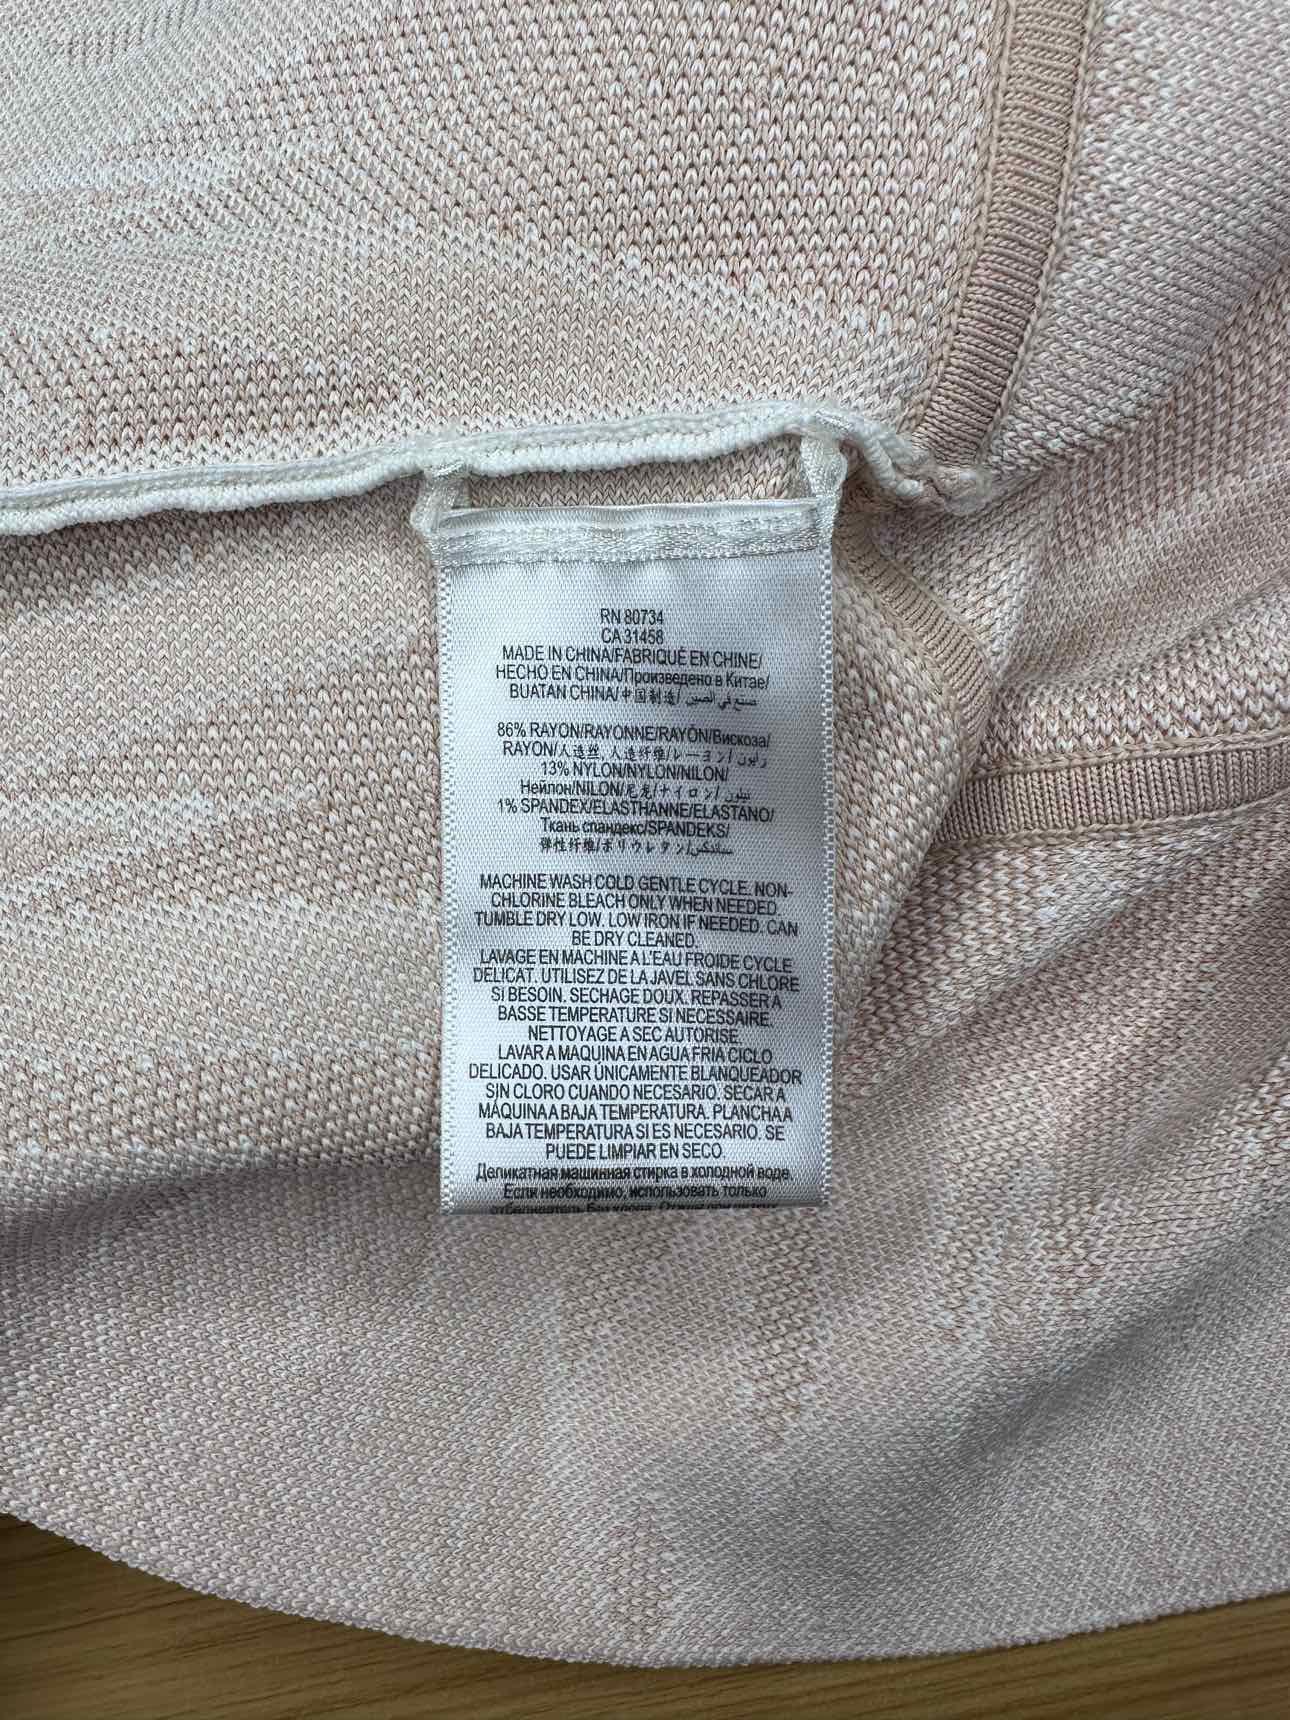 RN 80734
CA 31458
MADE IN CHINA/FABRIQUÉ EN CHINE/
HECHO EN CHINA/Произведено в Китае/
BUATAN CHINA/中国制造/صنع في الصين
86% RAYON/RAYONNE/RAYÓN/Вискоза/
RAYON/人造丝, 人造纤维/レーヨン/رايون
13% NYLON/NYLON/NILON/
Нейлон/NILON/尼龙/ナイロン/نيلون
1% SPANDEX/ELASTHANNE/ELASTANO/
Ткань спандекс/SPANDEKS/
弹性纤维/ポリウレタン/سباندكس
MACHINE WASH COLD GENTLE CYCLE. NON-
CHLORINE BLEACH ONLY WHEN NEEDED.
TUMBLE DRY LOW. LOW IRON IF NEEDED. CAN
BE DRY CLEANED.
LAVAGE EN MACHINE A L'EAU FROIDE CYCLE
DELICAT. UTILISEZ DE LA JAVEL SANS CHLORE
SI BESOIN. SECHAGE DOUX. REPASSER A
BASSE TEMPERATURE SI NECESSAIRE.
NETTOYAGE A SEC AUTORISE.
LAVAR A MAQUINA EN AGUA FRIA CICLO
DELICADO. USAR ÚNICAMENTE BLANQUEADOR
SIN CLORO CUANDO NECESARIO. SECAR A
MÁQUINA A BAJA TEMPERATURA. PLANCHA A
BAJA TEMPERATURA SI ES NECESARIO. SE
PUEDE LIMPIAR EN SECO.
Деликатная машинная стирка в холодной воде.
Если необходимо, использовать только
отбеливатель без хлора.